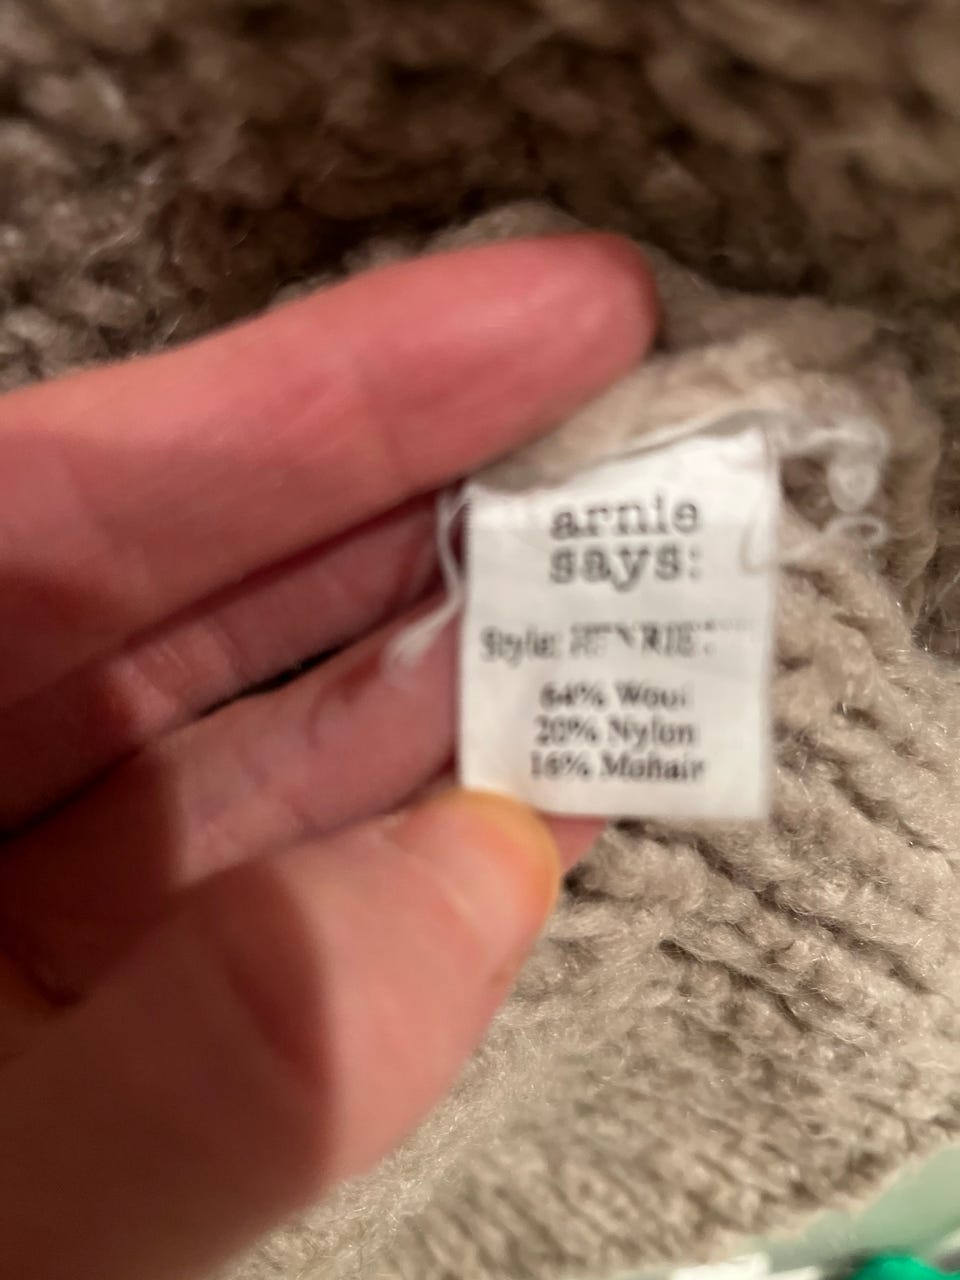 arnie
says:
Style:
64% Wool
20% Nylon
16% Mohair